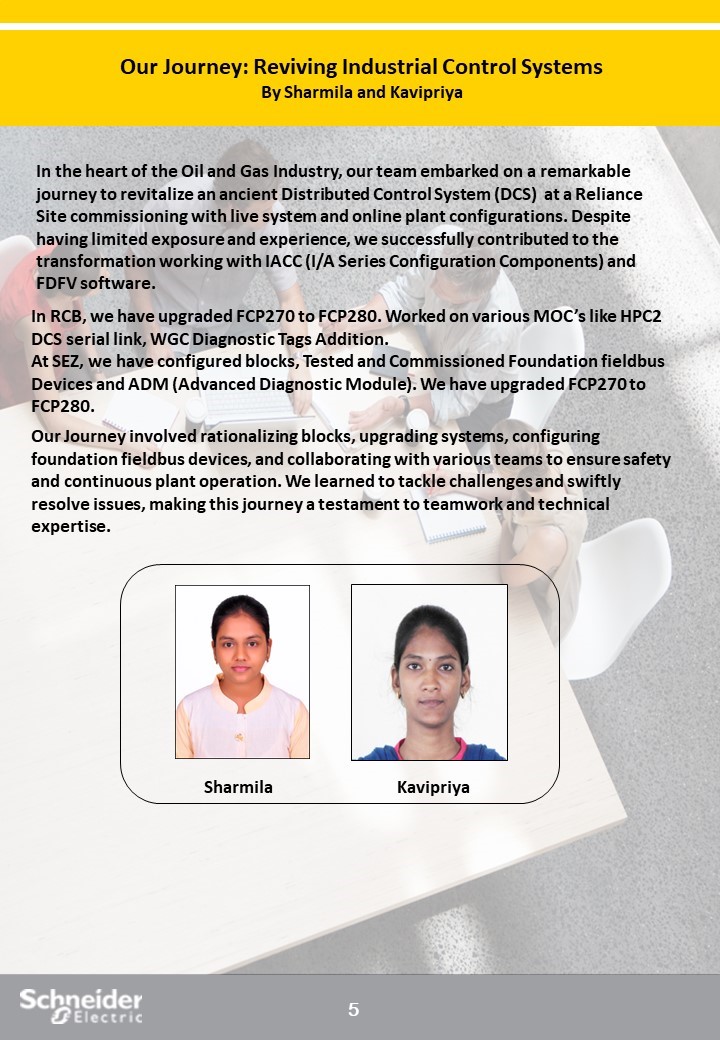 Our Journey: Reviving Industrial Control Systems
By Sharmila and Kavipriya
In the heart of the Oil and Gas Industry, our team embarked on a remarkable
journey to revitalize an ancient Distributed Control System (DCS) at a Reliance
Site commissioning with live system and online plant configurations. Despite
having limited exposure and experience, we successfully contributed to the
transformation working with IACC (I/A Series Configuration Components) and
FDFV software.
In RCB, we have upgraded FCP270 to FCP280. Worked on various MOC’s like HPC2
DCS serial link, WGC Diagnostic Tags Addition.
At SEZ, we have configured blocks, Tested and Commissioned Foundation fieldbus
Devices and ADM (Advanced Diagnostic Module). We have upgraded FCP270 to
FCP280.
Our Journey involved rationalizing blocks, upgrading systems, configuring
foundation fieldbus devices, and collaborating with various teams to ensure safety
and continuous plant operation. We learned to tackle challenges and swiftly
resolve issues, making this journey a testament to teamwork and technical
expertise.
Sharmila
Kavipriya
Schneider
Electric
5